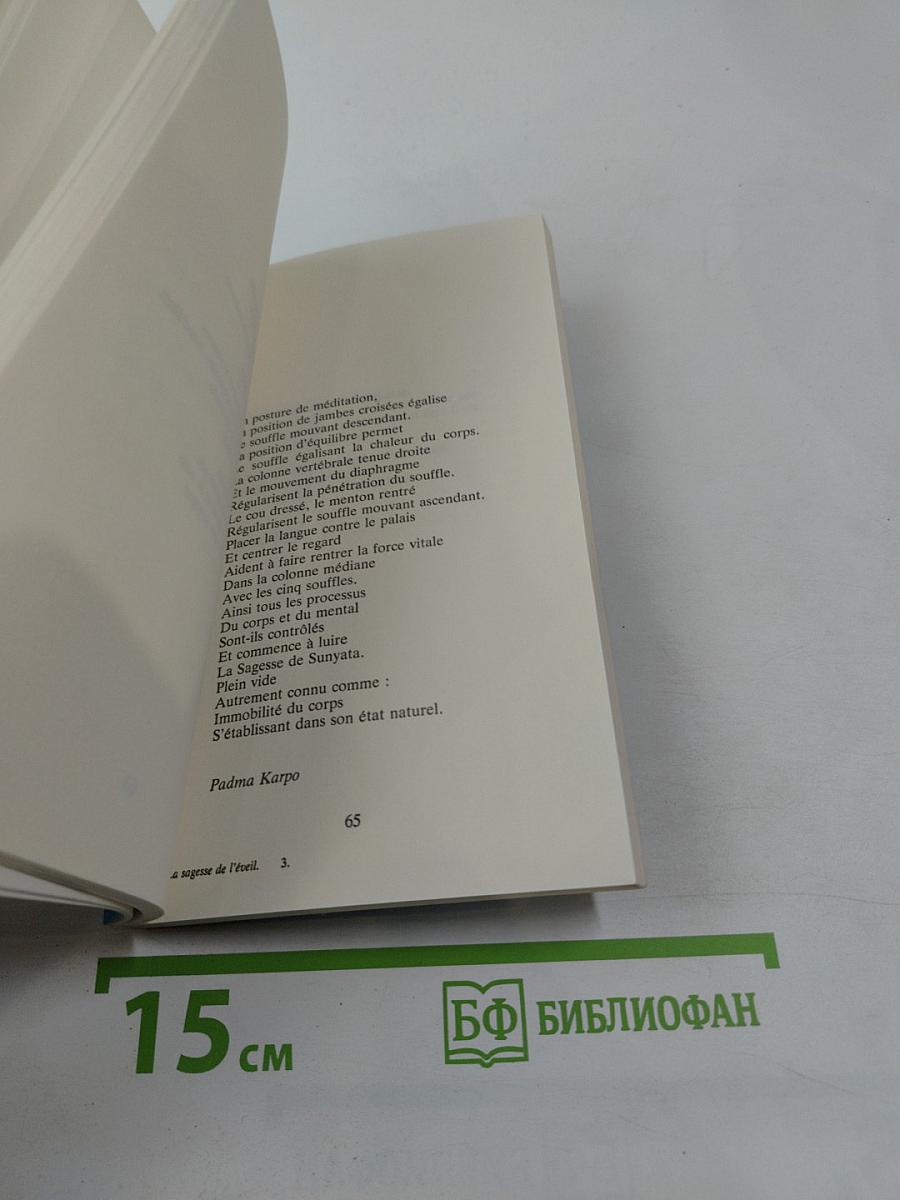 posture de méditation,
position de jambes croisées égalise
souffle mouvant descendant.
a position d'équilibre permet
e souffle égalisant la chaleur du corps.
a colonne vertébrale tenue droite
Et le mouvement du diaphragme
Régularisent la pénétration du souffle.
Le cou dressé, le menton rentré
Régularisent le souffle mouvant ascendant.
Placer la langue contre le palais
Et centrer le regard
Aident à faire rentrer la force vitale
Dans la colonne médiane
Avec les cinq souffles.
Ainsi tous les processus
Du corps et du mental
Sont-ils contrôlés
Et commence à luire
La Sagesse de Sunyata.
Plein vide
Autrement connu comme :
Immobilité du corps
S'établissant dans son état naturel.
Padma Karpo
65
a sagesse de l'éveil. 3.
15 см
БФ БИБЛИОФАН